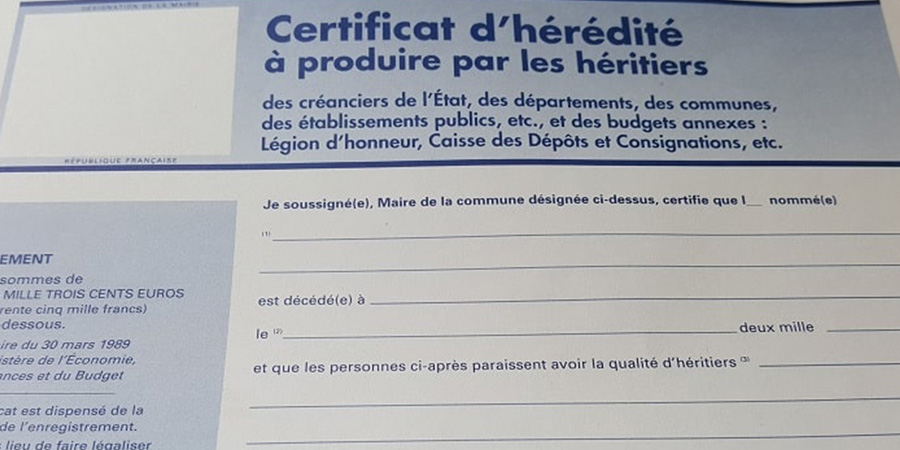 DÉSIGNATION DE LA MAIRIE
Certificat d'hérédité
à produire par les héritiers
des créanciers de l'État, des départements, des communes,
des établissements publics, etc., et des budgets annexes :
Légion d'honneur, Caisse des Dépôts et Consignations, etc.
RÉPUBLIQUE FRANÇAISE
Je soussigné(e), Maire de la commune désignée ci-dessus, certifie que l__ nommé(e)
(1)
est décédé(e) à
le (2) deux mille
et que les personnes ci-après paraissent avoir la qualité d'héritiers (3)
EMENT
sommes de
MILLE TROIS CENTS EUROS
rente cinq mille francs)
-dessous.
ire du 30 mars 1989
istère de l'Économie,
ances et du Budget
cat est dispensé de la
de l'enregistrement.
lieu de faire légaliser